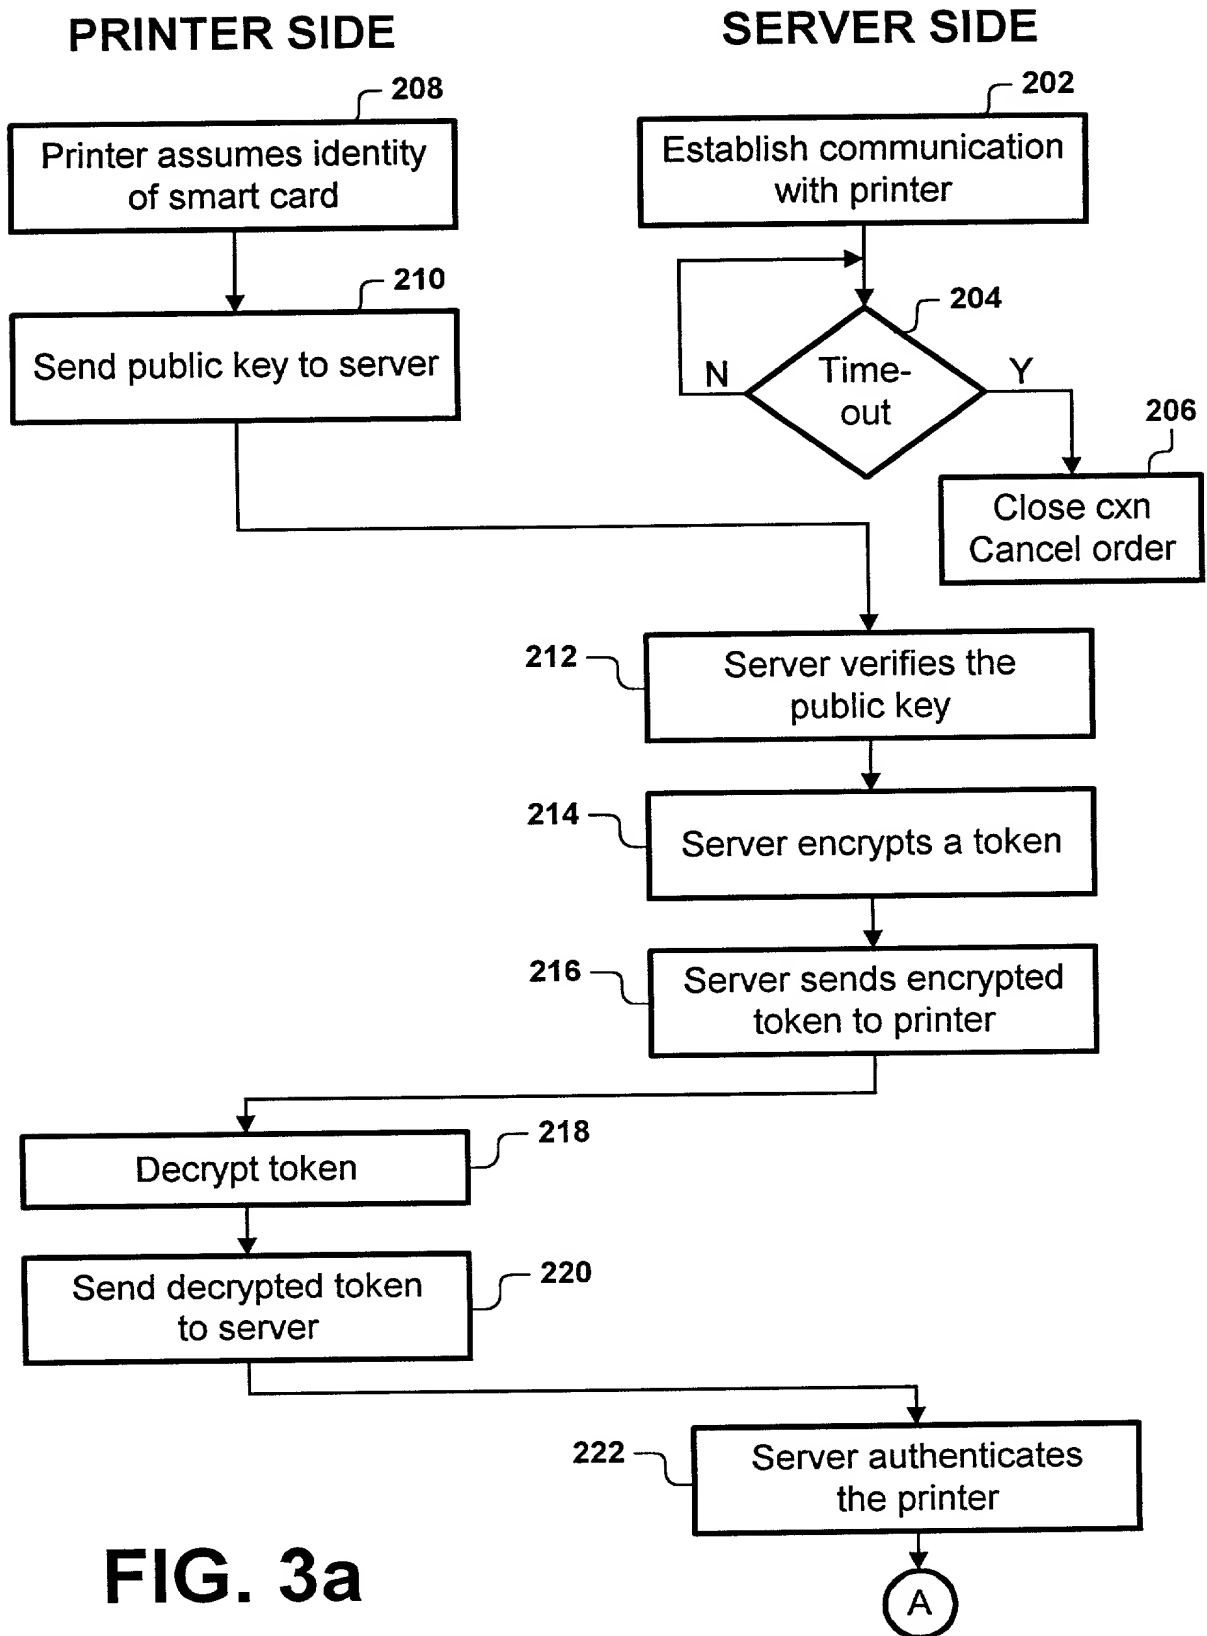 PRINTER SIDE
SERVER SIDE
208
Printer assumes identity
of smart card
202
Establish communication
with printer
210
Send public key to server
204
N
Time-
out
Y
206
Close cxn
Cancel order
212
Server verifies the
public key
214
Server encrypts a token
216
Server sends encrypted
token to printer
218
Decrypt token
220
Send decrypted token
to server
222
Server authenticates
the printer
FIG. 3a
A